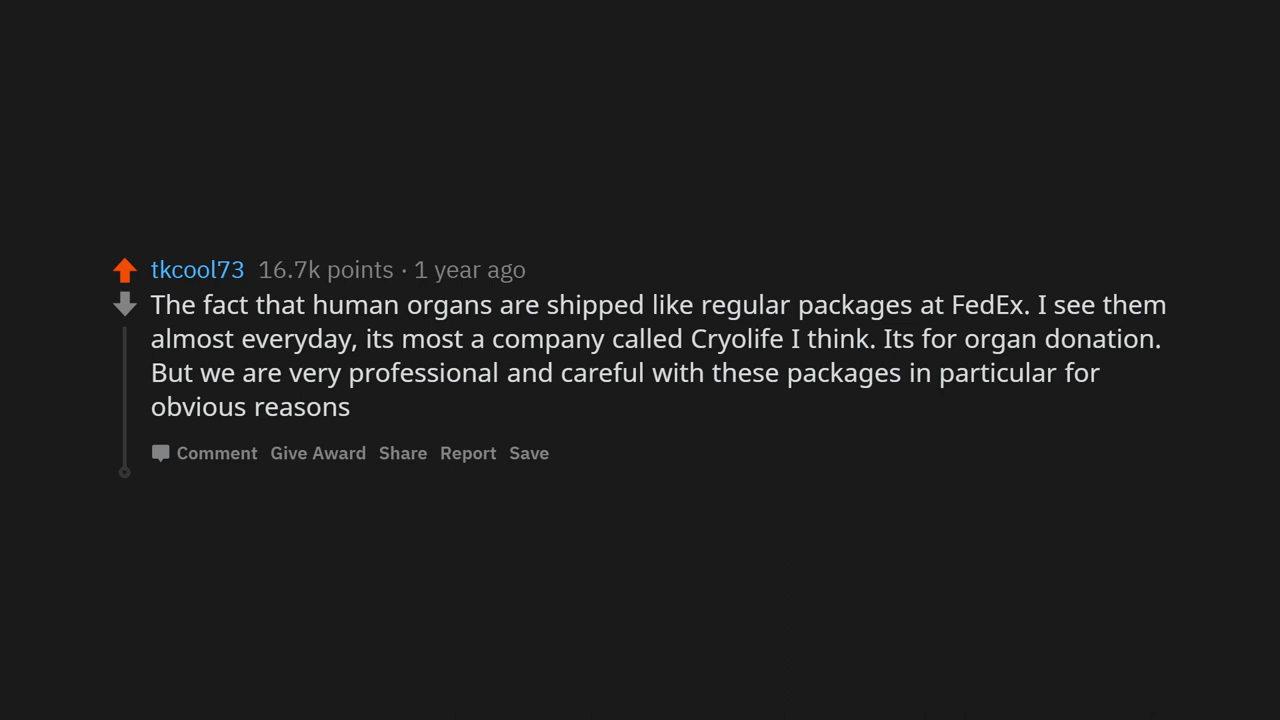 tkcool73 16.7k points · 1 year ago
The fact that human organs are shipped like regular packages at FedEx. I see them
almost everyday, its most a company called Cryolife I think. Its for organ donation.
But we are very professional and careful with these packages in particular for
obvious reasons
Comment Give Award Share Report Save